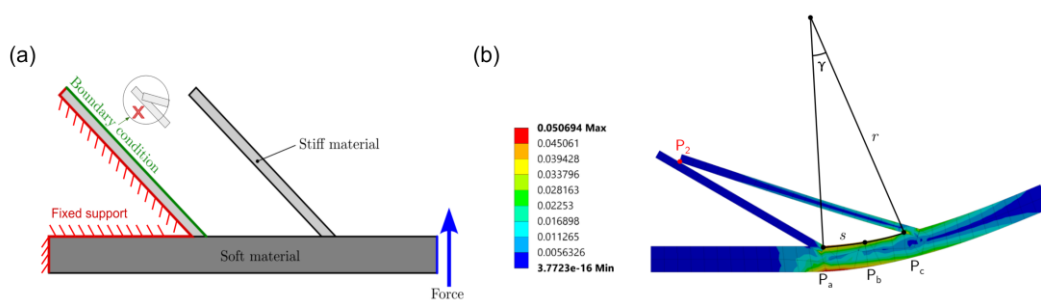 (a)
Boundary condition
Stiff material
Fixed support
Soft material
Force
(b)
γ
r
0.050694 Max
0.045061
0.039428
0.033796
0.028163
0.02253
0.016898
0.011265
0.0056326
3.7723e-16 Min
P2
s
Pa
Pb
Pc